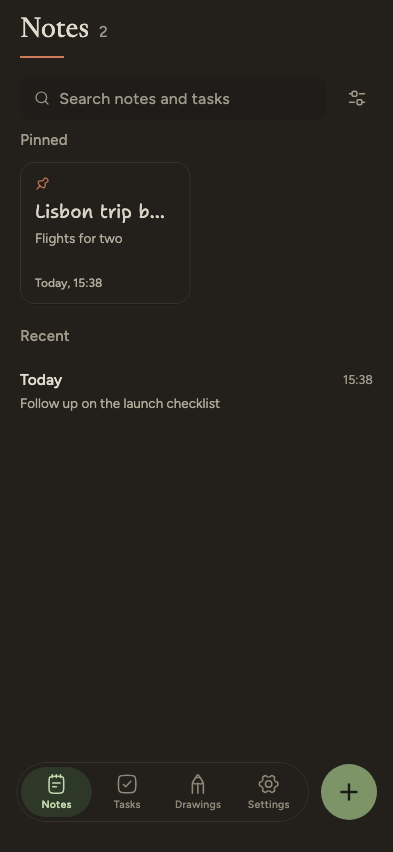 Notes 2
Search notes and tasks
Pinned
Lisbon trip b...
Flights for two
Today, 15:38
Recent
Today 15:38
Follow up on the launch checklist
Notes Tasks Drawings Settings